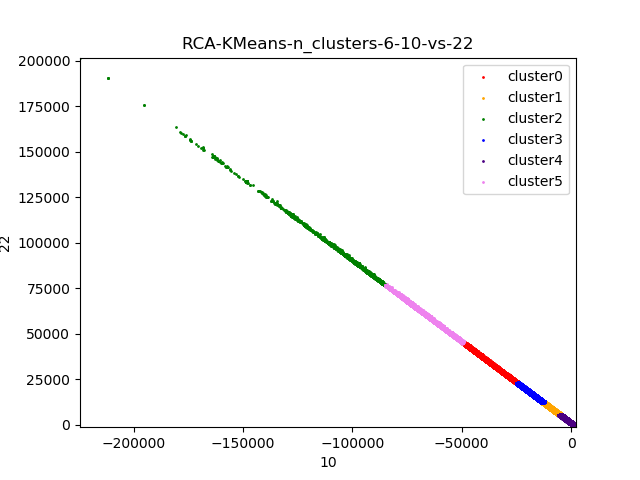 RCA-KMeans-n_clusters-6-10-vs-22
200000
175000
150000
125000
100000
75000
50000
25000
0
22
cluster0
cluster1
cluster2
cluster3
cluster4
cluster5
−200000 −150000 −100000 −50000 0
10